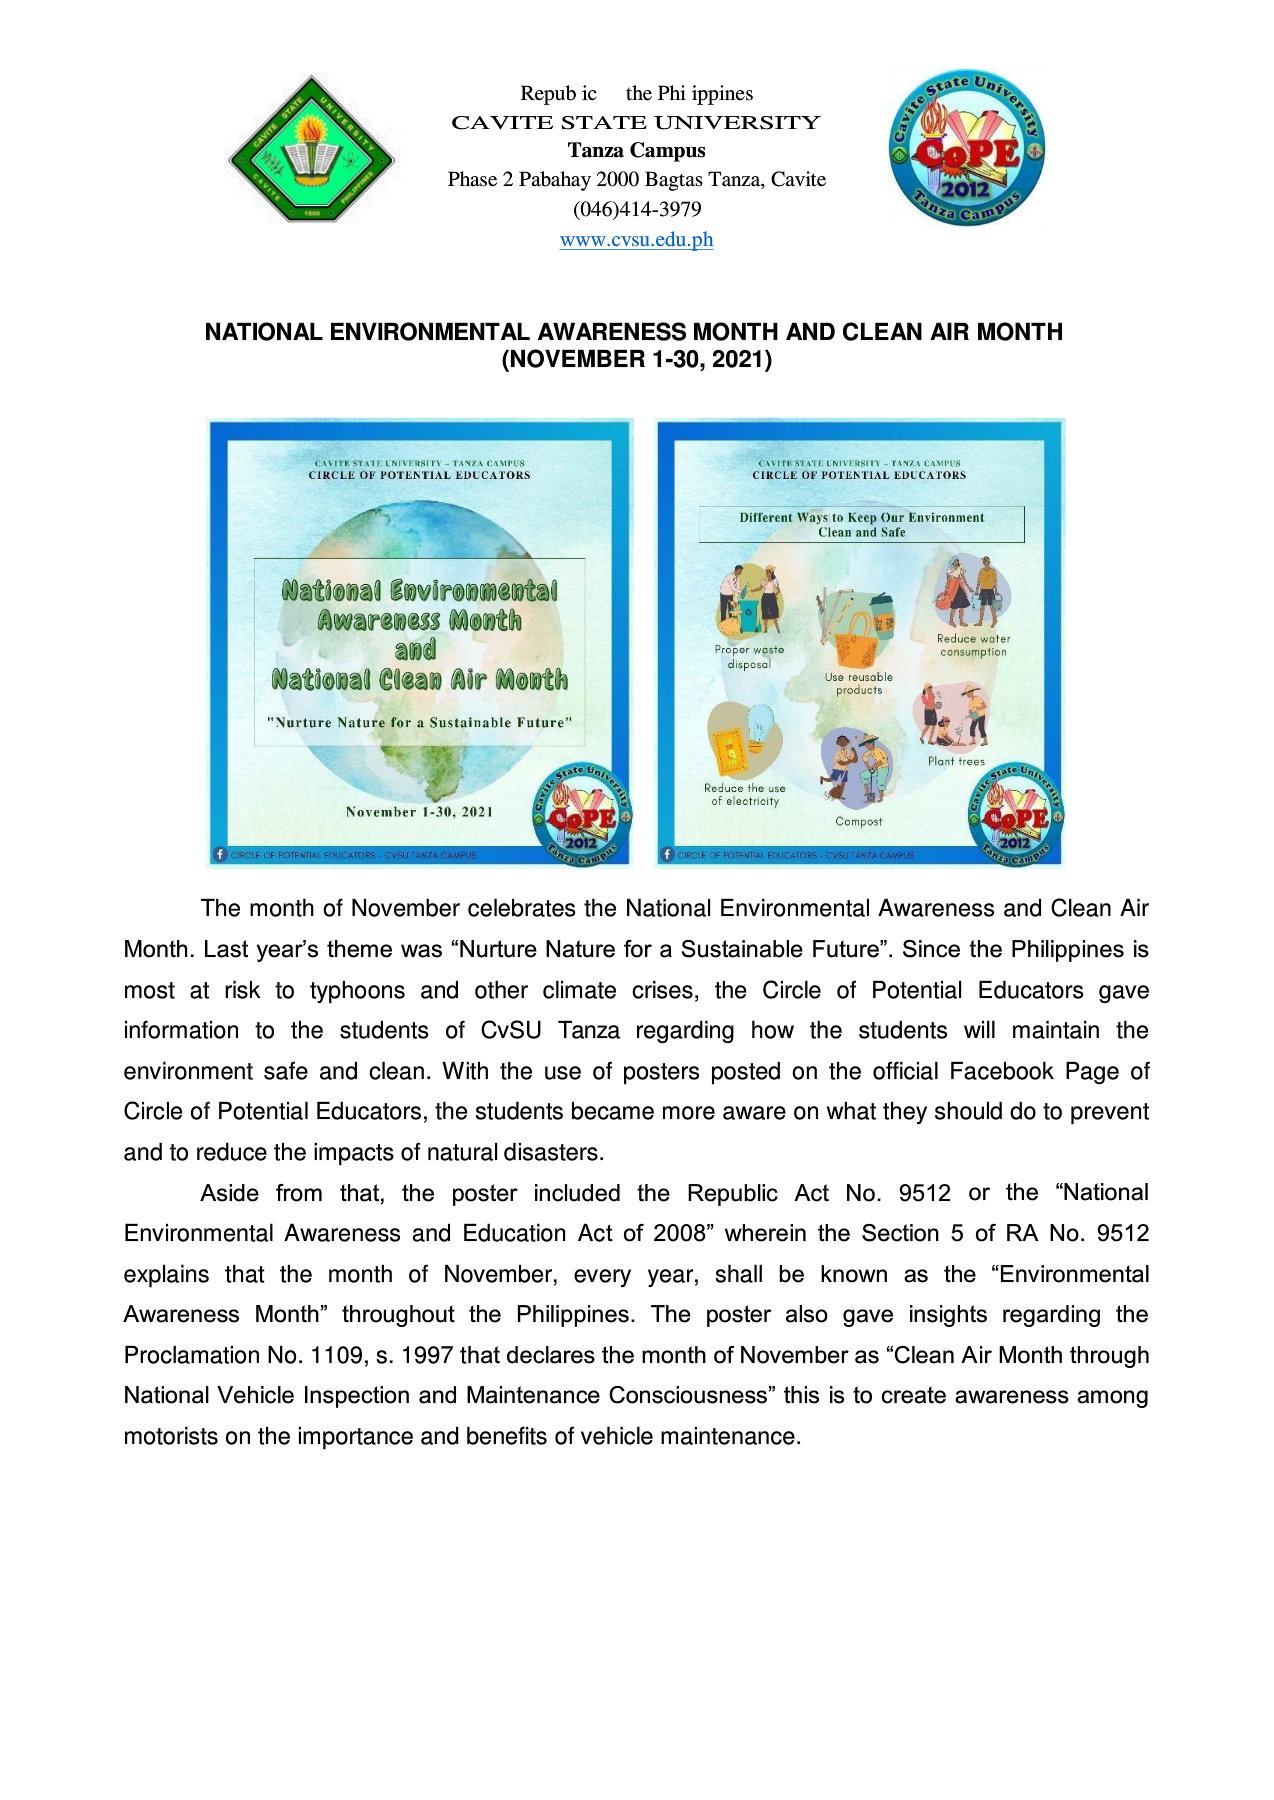 CAVITE STATE UNIVERSITY
CAVITE PHILIPPINES
1906
Repub ic the Phi ippines
CAVITE STATE UNIVERSITY
Tanza Campus
Phase 2 Pabahay 2000 Bagtas Tanza, Cavite
(046)414-3979
www.cvsu.edu.ph
Cavite State University
CoPE
2012
Tanza Campus
NATIONAL ENVIRONMENTAL AWARENESS MONTH AND CLEAN AIR MONTH
(NOVEMBER 1-30, 2021)
CAVITE STATE UNIVERSITY – TANZA CAMPUS
CIRCLE OF POTENTIAL EDUCATORS
National Environmental
Awareness Month
and
National Clean Air Month
"Nurture Nature for a Sustainable Future"
November 1-30, 2021
Cavite State University
CoPE
2012
Tanza Campus
CIRCLE OF POTENTIAL EDUCATORS - CVSU TANZA CAMPUS
CAVITE STATE UNIVERSITY – TANZA CAMPUS
CIRCLE OF POTENTIAL EDUCATORS
Different Ways to Keep Our Environment
Clean and Safe
Proper waste
disposal
Use reusable
products
Reduce water
consumption
Reduce the use
of electricity
Compost
Plant trees
Cavite State University
CoPE
2012
Tanza Campus
CIRCLE OF POTENTIAL EDUCATORS - CVSU TANZA CAMPUS
The month of November celebrates the National Environmental Awareness and Clean Air
Month. Last year’s theme was “Nurture Nature for a Sustainable Future”. Since the Philippines is
most at risk to typhoons and other climate crises, the Circle of Potential Educators gave
information to the students of CvSU Tanza regarding how the students will maintain the
environment safe and clean. With the use of posters posted on the official Facebook Page of
Circle of Potential Educators, the students became more aware on what they should do to prevent
and to reduce the impacts of natural disasters.
Aside from that, the poster included the Republic Act No. 9512 or the “National
Environmental Awareness and Education Act of 2008” wherein the Section 5 of RA No. 9512
explains that the month of November, every year, shall be known as the “Environmental
Awareness Month” throughout the Philippines. The poster also gave insights regarding the
Proclamation No. 1109, s. 1997 that declares the month of November as “Clean Air Month through
National Vehicle Inspection and Maintenance Consciousness” this is to create awareness among
motorists on the importance and benefits of vehicle maintenance.